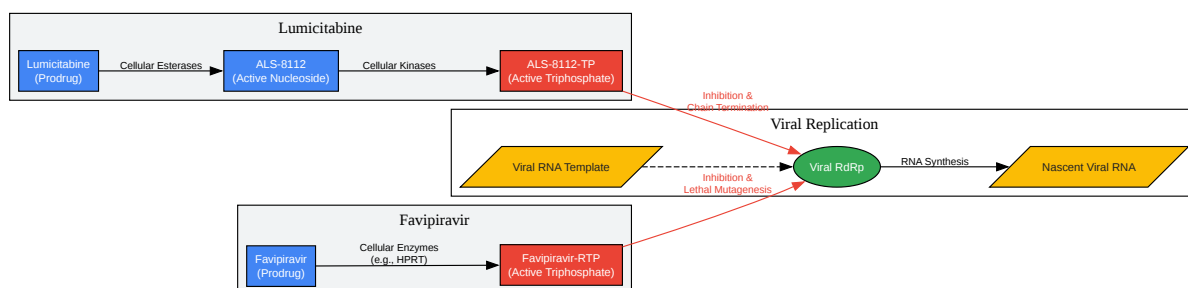 Lumicitabine
Lumicitabine
(Prodrug)
Cellular Esterases
ALS-8112
(Active Nucleoside)
Cellular Kinases
ALS-8112-TP
(Active Triphosphate)
Inhibition &
Chain Termination
Viral Replication
Viral RNA Template
Viral RdRp
RNA Synthesis
Nascent Viral RNA
Inhibition &
Lethal Mutagenesis
Favipiravir
Favipiravir
(Prodrug)
Cellular Enzymes
(e.g., HPRT)
Favipiravir-RTP
(Active Triphosphate)